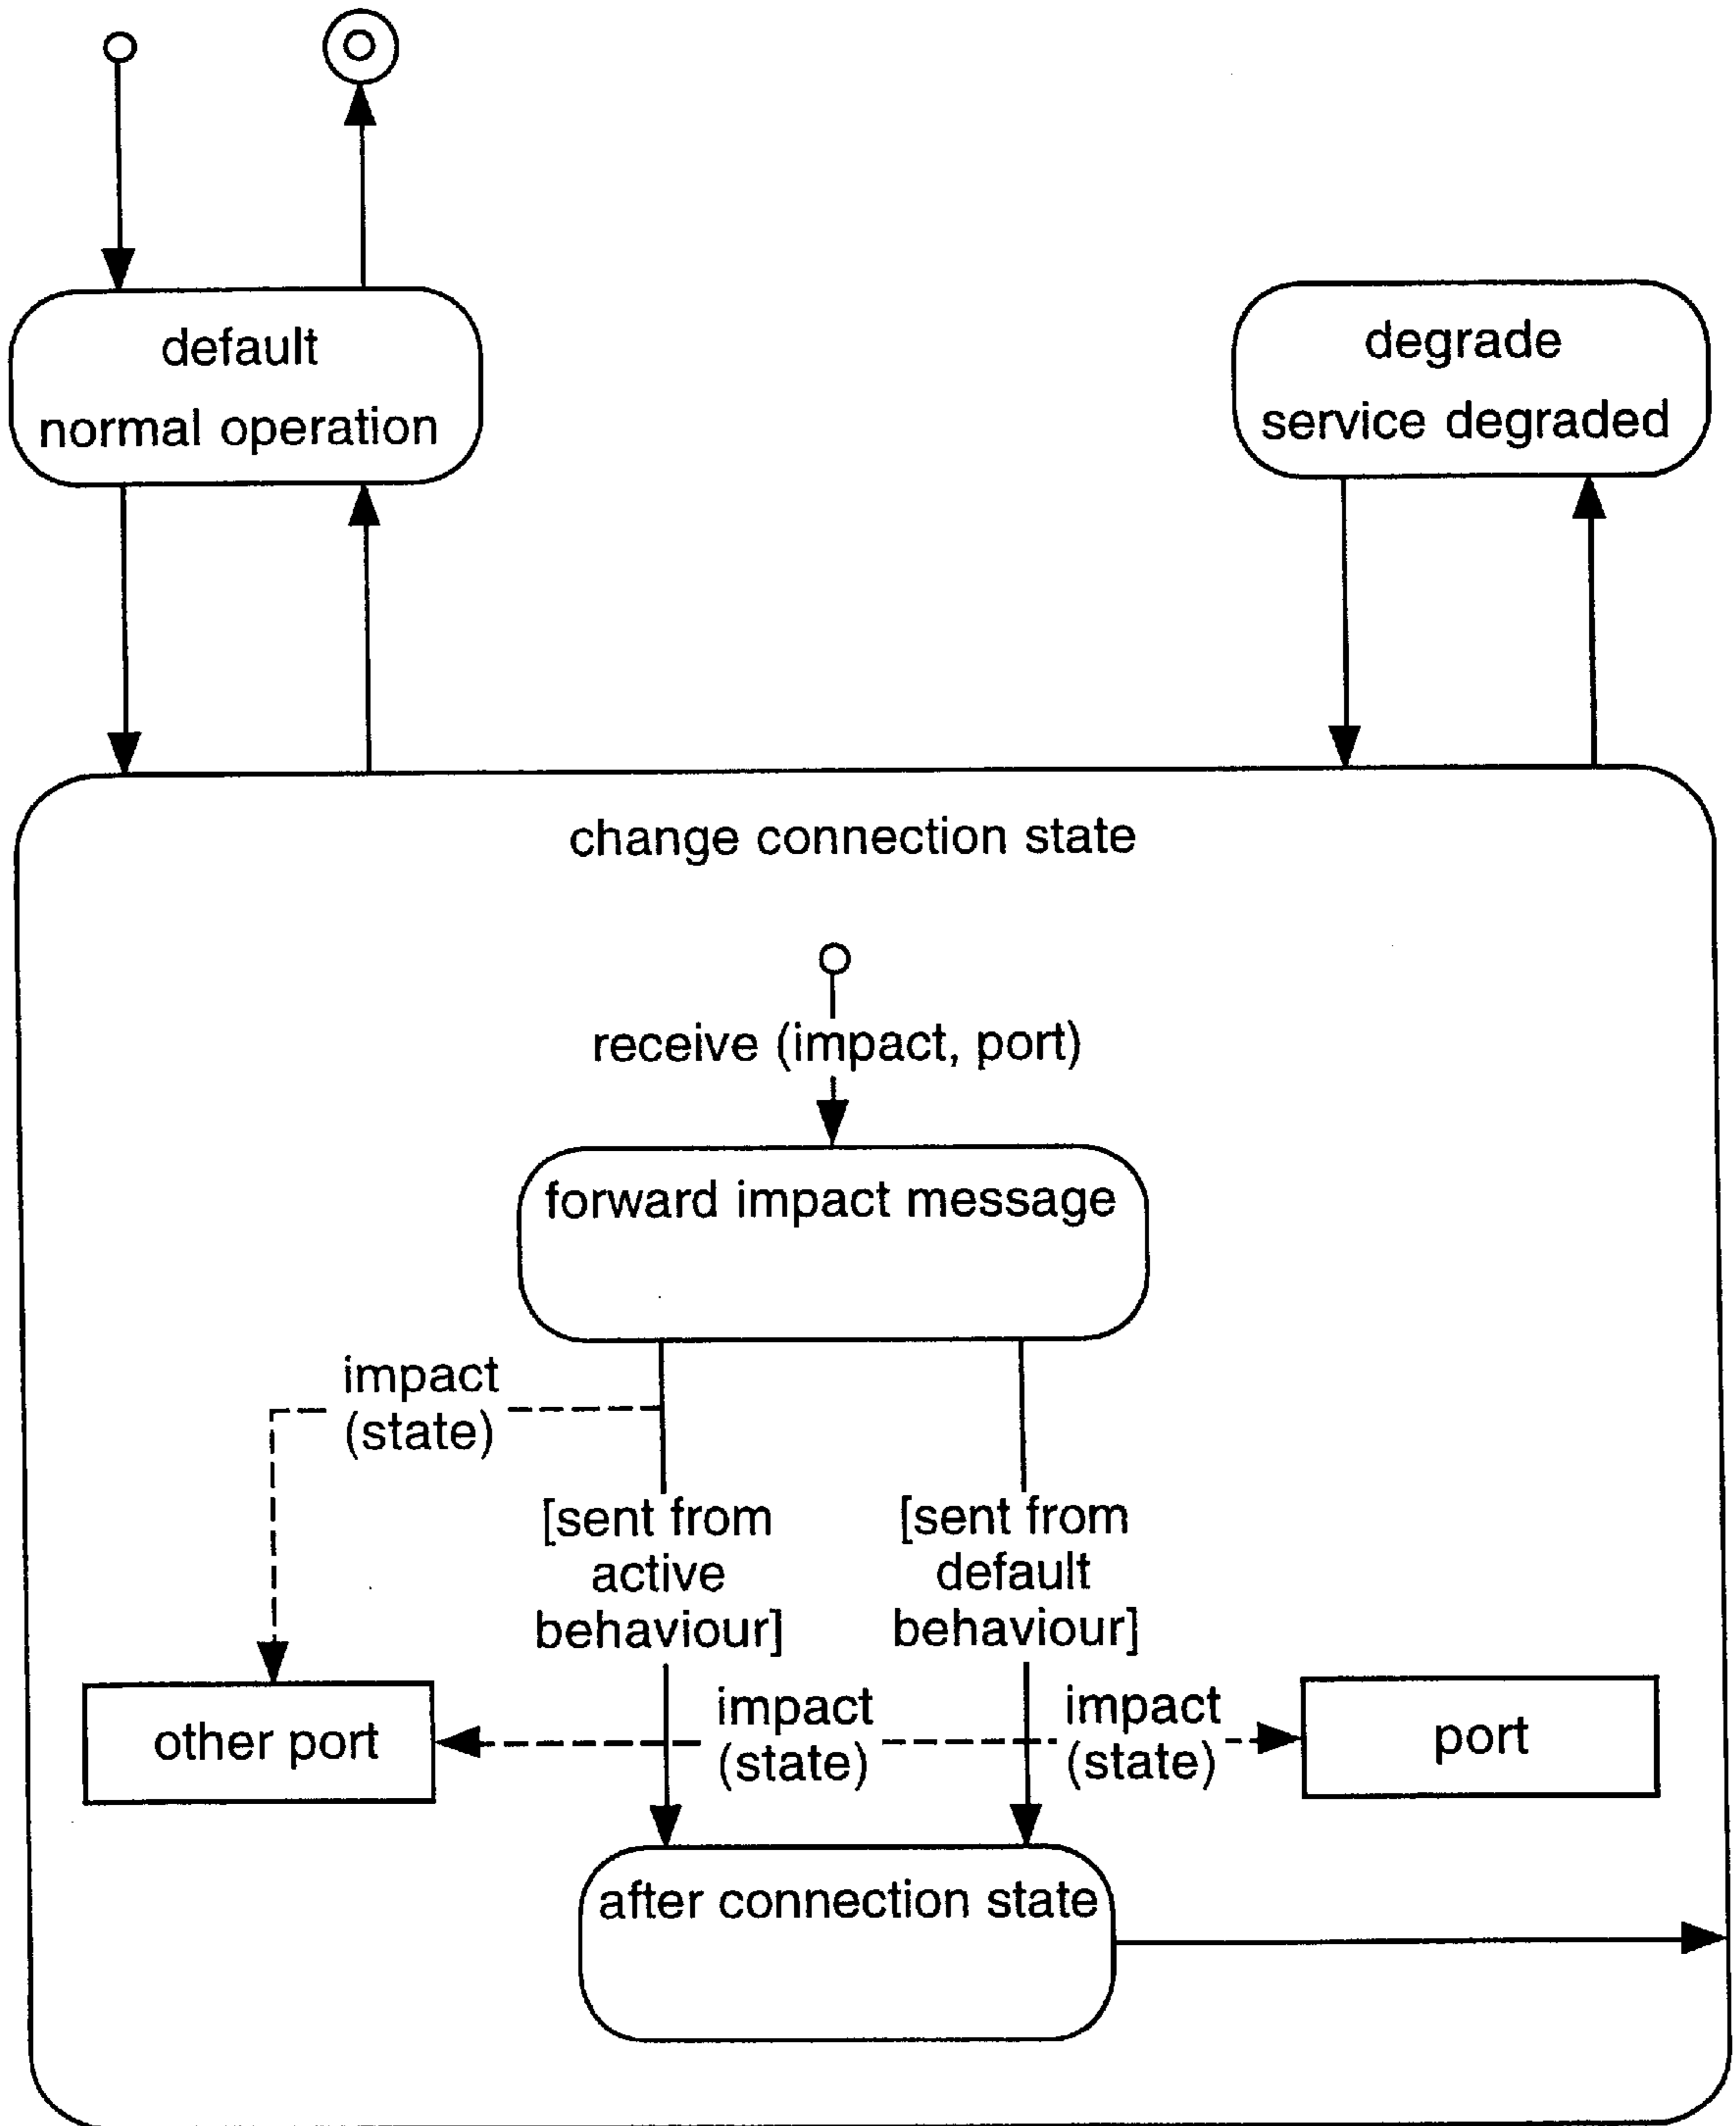 default
normal operation
degrade
service degraded
change connection state
receive (impact, port)
forward impact message
impact
(state)
[sent from
active
behaviour]
[sent from
default
behaviour]
other port
impact
(state)
impact
(state)
port
after connection state